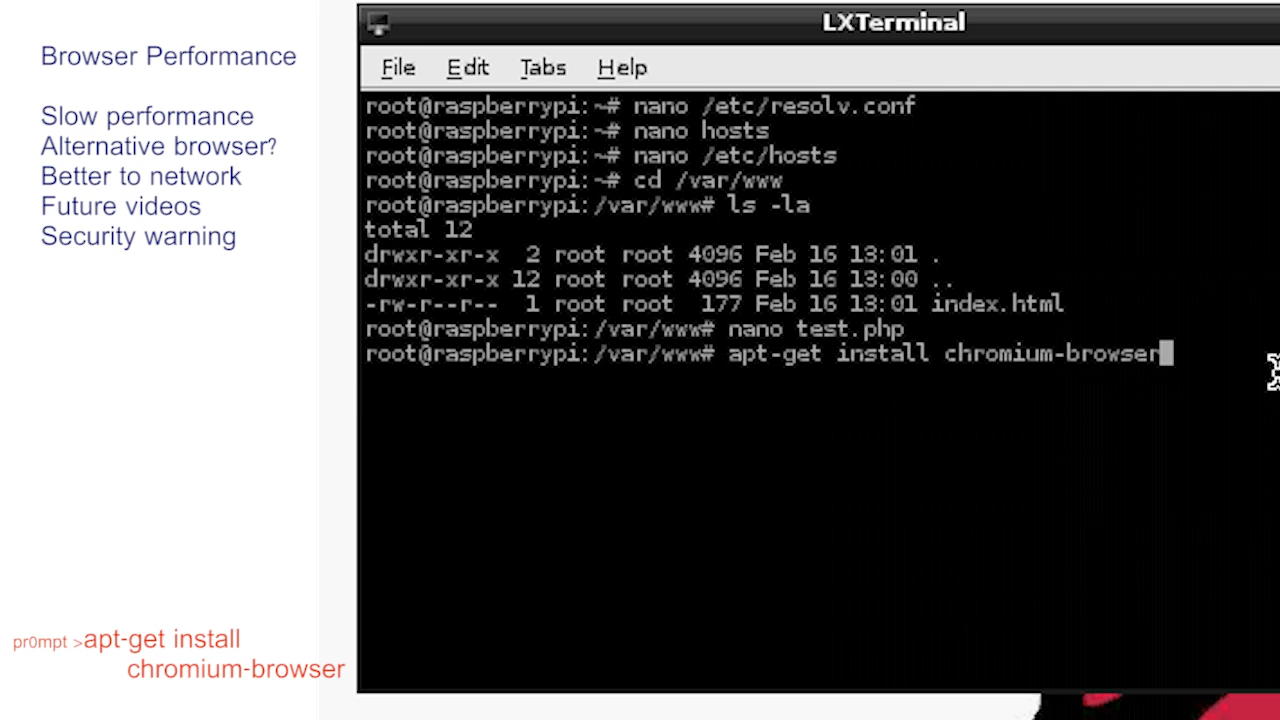 Browser Performance
Slow performance
Alternative browser?
Better to network
Future videos
Security warning
pr0mpt >apt-get install
chromium-browser
LXTerminal
File Edit Tabs Help
root@raspberrypi:~# nano /etc/resolv.conf
root@raspberrypi:~# nano hosts
root@raspberrypi:~# nano /etc/hosts
root@raspberrypi:~# cd /var/www
root@raspberrypi:/var/www# ls -la
total 12
drwxr-xr-x  2 root root 4096 Feb 16 13:01 .
drwxr-xr-x 12 root root 4096 Feb 16 13:00 ..
-rw-r--r--  1 root root  177 Feb 16 13:01 index.html
root@raspberrypi:/var/www# nano test.php
root@raspberrypi:/var/www# apt-get install chromium-browser